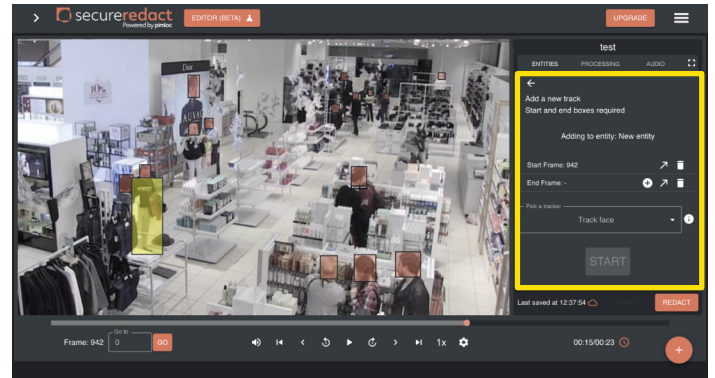 secureredact
Powered by pimloc
EDITOR (BETA)
UPGRADE
test
ENTITIES PROCESSING AUDIO
Add a new track
Start and end boxes required
Adding to entity: New entity
Start Frame: 942
End Frame: -
Pick a tracker
Track face
START
Last saved at 12:37:54
UNDO
REDACT
Dior
SAUVAGE
Frame: 942
Go to
0
GO
1x
00:15/00:23